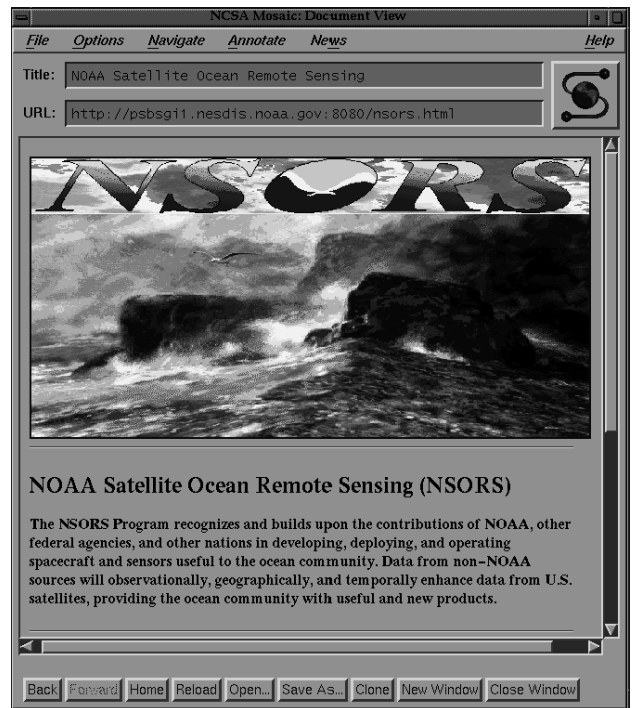 NCSA Mosaic: Document View
File Options Navigate Annotate News Help
Title: NOAA Satellite Ocean Remote Sensing
URL: http://psbsgi1.nesdis.noaa.gov:8080/nsors.html
NSORS
NOAA Satellite Ocean Remote Sensing (NSORS)
The NSORS Program recognizes and builds upon the contributions of NOAA, other
federal agencies, and other nations in developing, deploying, and operating
spacecraft and sensors useful to the ocean community. Data from non-NOAA
sources will observationally, geographically, and temporally enhance data from U.S.
satellites, providing the ocean community with useful and new products.
Back Forward Home Reload Open... Save As... Clone New Window Close Window